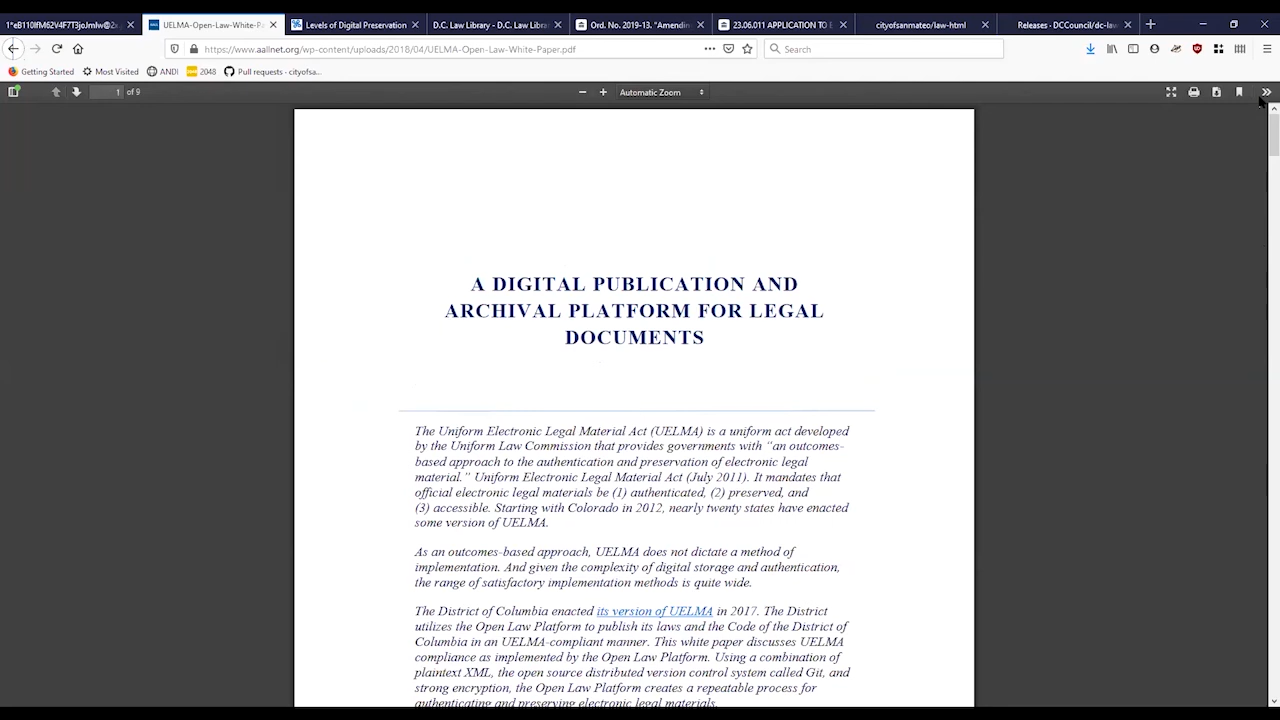 UELMA-Open-Law-White-Pa
Levels of Digital Preservation
D.C. Law Library - D.C. Law Libra
Ord. No. 2019-13. "Amendin
23.06.011 APPLICATION TO E
cityofsanmateo/law-html
Releases - DCCouncil/dc-law
https://www.aallnet.org/wp-content/uploads/2018/04/UELMA-Open-Law-White-Paper.pdf
Search
Getting Started
Most Visited
ANDI
2048
Pull requests - cityofsa...
1 of 9
Automatic Zoom
A DIGITAL PUBLICATION AND
ARCHIVAL PLATFORM FOR LEGAL
DOCUMENTS
The Uniform Electronic Legal Material Act (UELMA) is a uniform act developed
by the Uniform Law Commission that provides governments with "an outcomes-
based approach to the authentication and preservation of electronic legal
material." Uniform Electronic Legal Material Act (July 2011). It mandates that
official electronic legal materials be (1) authenticated, (2) preserved, and
(3) accessible. Starting with Colorado in 2012, nearly twenty states have enacted
some version of UELMA.
As an outcomes-based approach, UELMA does not dictate a method of
implementation. And given the complexity of digital storage and authentication,
the range of satisfactory implementation methods is quite wide.
The District of Columbia enacted its version of UELMA in 2017. The District
utilizes the Open Law Platform to publish its laws and the Code of the District of
Columbia in an UELMA-compliant manner. This white paper discusses UELMA
compliance as implemented by the Open Law Platform. Using a combination of
plaintext XML, the open source distributed version control system called Git, and
strong encryption, the Open Law Platform creates a repeatable process for
authenticating and preserving electronic legal materials.